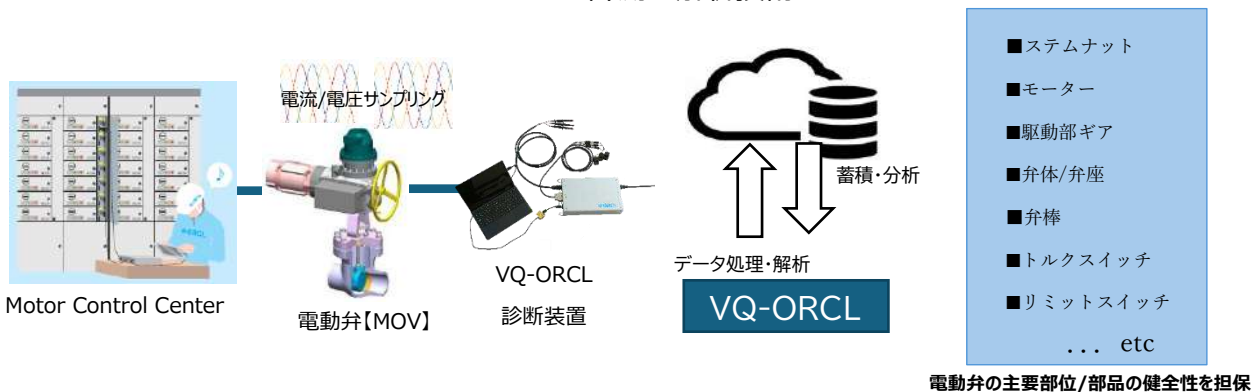 電流/電圧サンプリング
Motor Control Center
電動弁【MOV】
VQ-ORCL
診断装置
蓄積・分析
データ処理・解析
VQ-ORCL
■ステムナット
■モーター
■駆動部ギア
■弁体/弁座
■弁棒
■トルクスイッチ
■リミットスイッチ
... etc
電動弁の主要部位/部品の健全性を担保